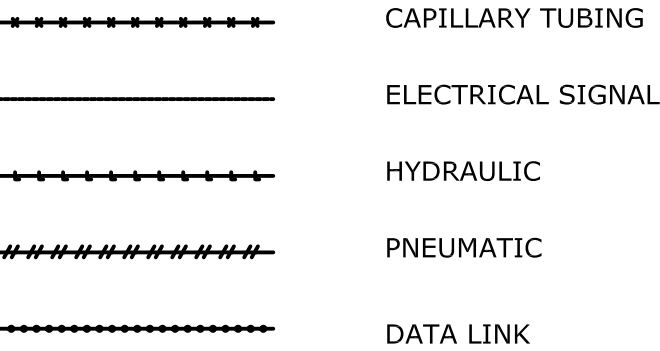 CAPILLARY TUBING
ELECTRICAL SIGNAL
HYDRAULIC
PNEUMATIC
DATA LINK